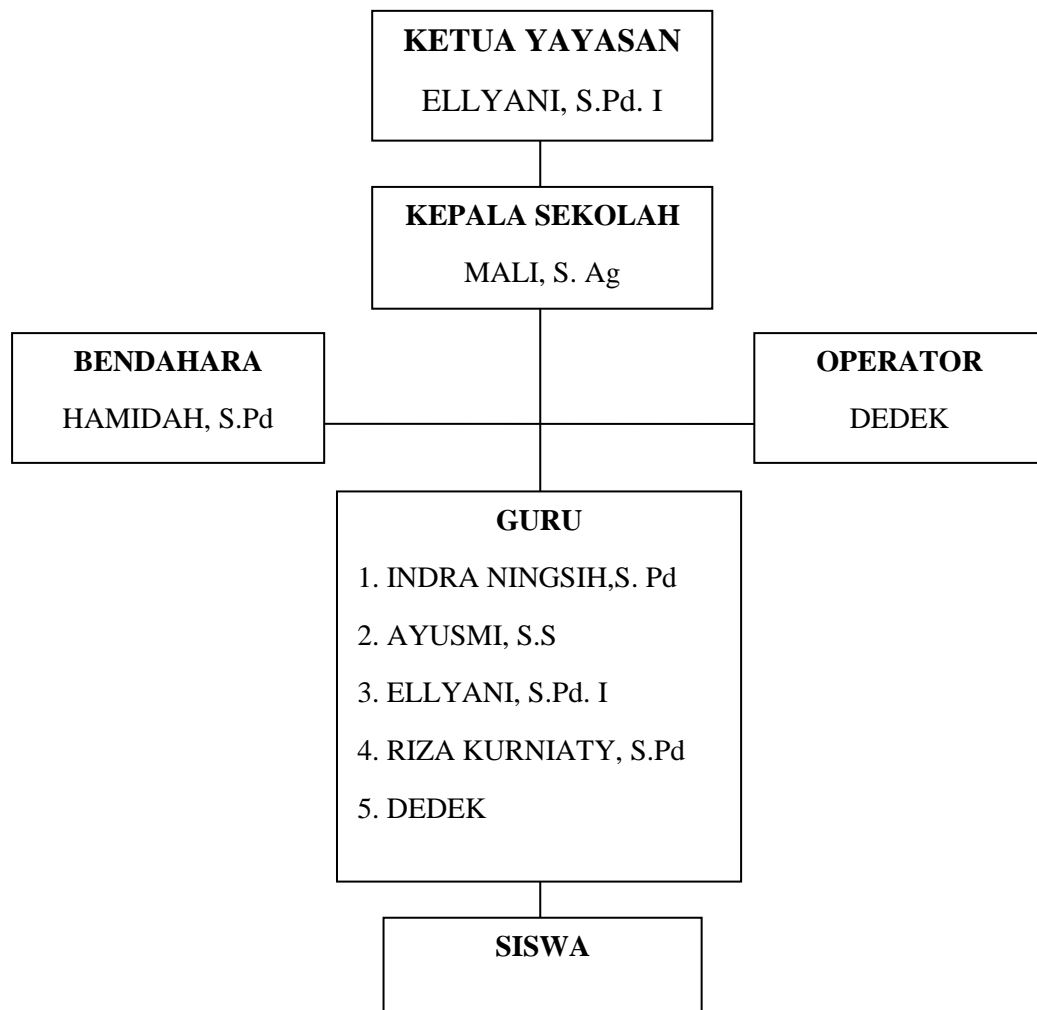 KETUA YAYASAN
ELLYANI, S.Pd. I
KEPALA SEKOLAH
MALI, S. Ag
BENDAHARA
HAMIDAH, S.Pd
OPERATOR
DEDEK
GURU
1. INDRA NINGSIH,S. Pd
2. AYUSMI, S.S
3. ELLYANI, S.Pd. I
4. RIZA KURNIATY, S.Pd
5. DEDEK
SISWA